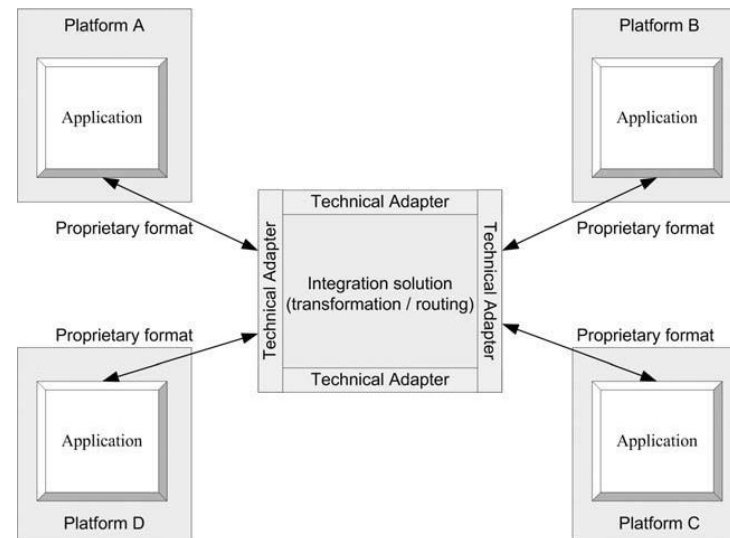 Platform A
Platform B
Application
Application
Proprietary format
Proprietary format
Technical Adapter
Technical Adapter
Integration solution
(transformation / routing)
Technical Adapter
Technical Adapter
Proprietary format
Proprietary format
Application
Application
Platform D
Platform C